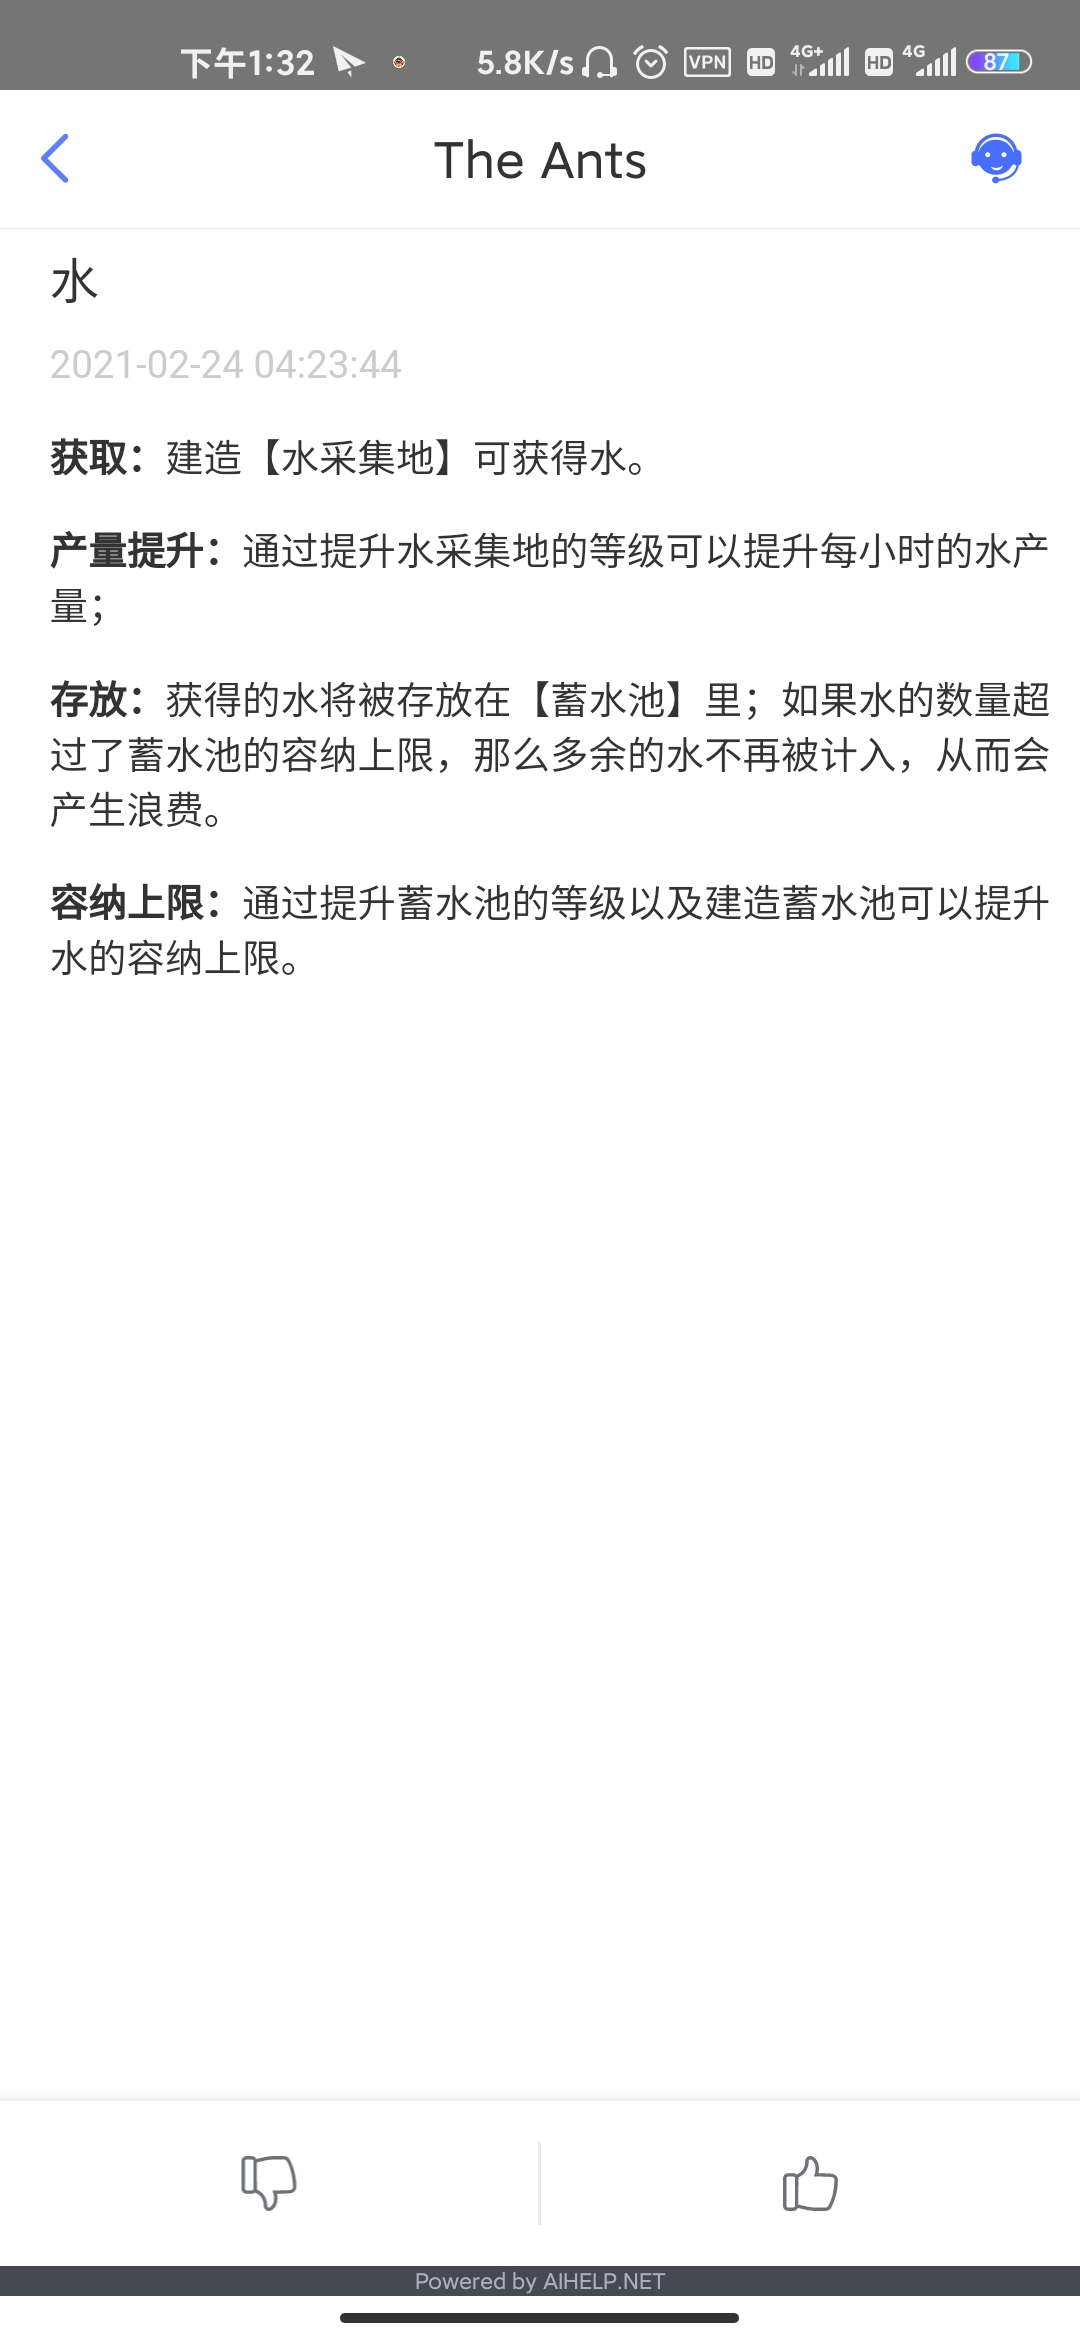 下午1:32 5.8K/s VPN HD 4G+ HD 4G 87
The Ants
水
2021-02-24 04:23:44
获取：建造【水采集地】可获得水。
产量提升：通过提升水采集地的等级可以提升每小时的水产
量；
存放：获得的水将被存放在【蓄水池】里；如果水的数量超
过了蓄水池的容纳上限，那么多余的水不再被计入，从而会
产生浪费。
容纳上限：通过提升蓄水池的等级以及建造蓄水池可以提升
水的容纳上限。
Powered by AIHELP.NET